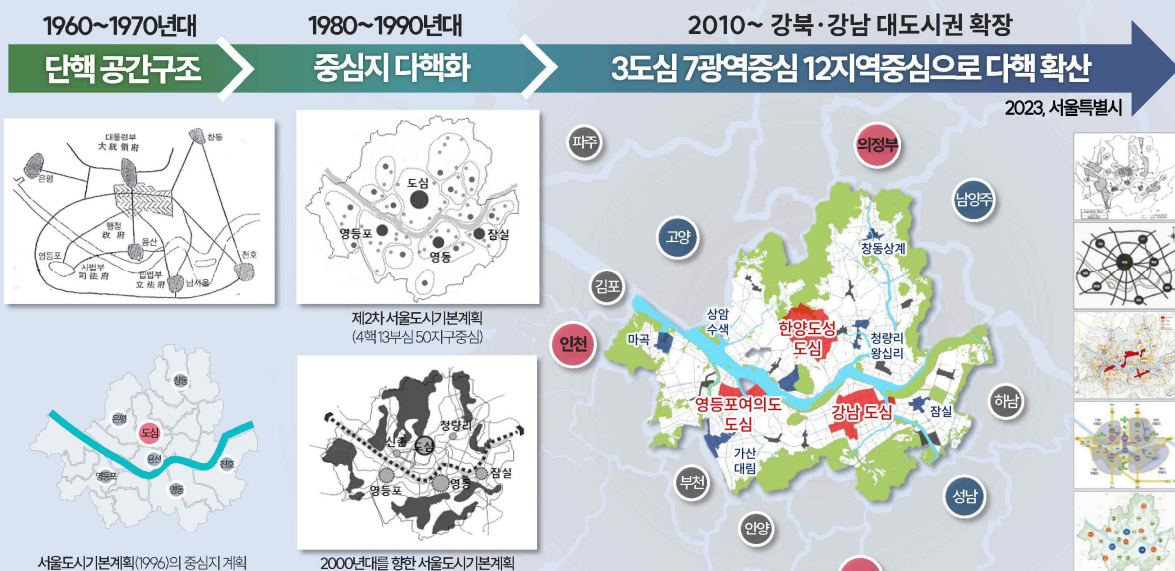 1960~1970년대
단핵 공간구조
1980~1990년대
중심지 다핵화
2010~ 강북·강남 대도시권 확장
3도심 7광역중심 12지역중심으로 다핵 확산
2023, 서울특별시
대통령부
大統領府
창동
은평
행정
政府
용산
영등포
사법부
司法府
입법부
立法府
남서울
천호
도심
영등포
영동
잠실
제2차 서울도시기본계획
(4핵 13부심 50지구중심)
창동
은평
도심
용산
영등포
영동
천호
서울도시기본계획(1996)의 중심지 계획
청량리
신촌
도심
잠실
영등포
영동
2000년대를 향한 서울도시기본계획
파주
의정부
남양주
고양
김포
인천
창동상계
상암
수색
마곡
한양도성
도심
청량리
왕십리
영등포여의도
도심
강남 도심
잠실
하남
가산
대림
부천
성남
안양